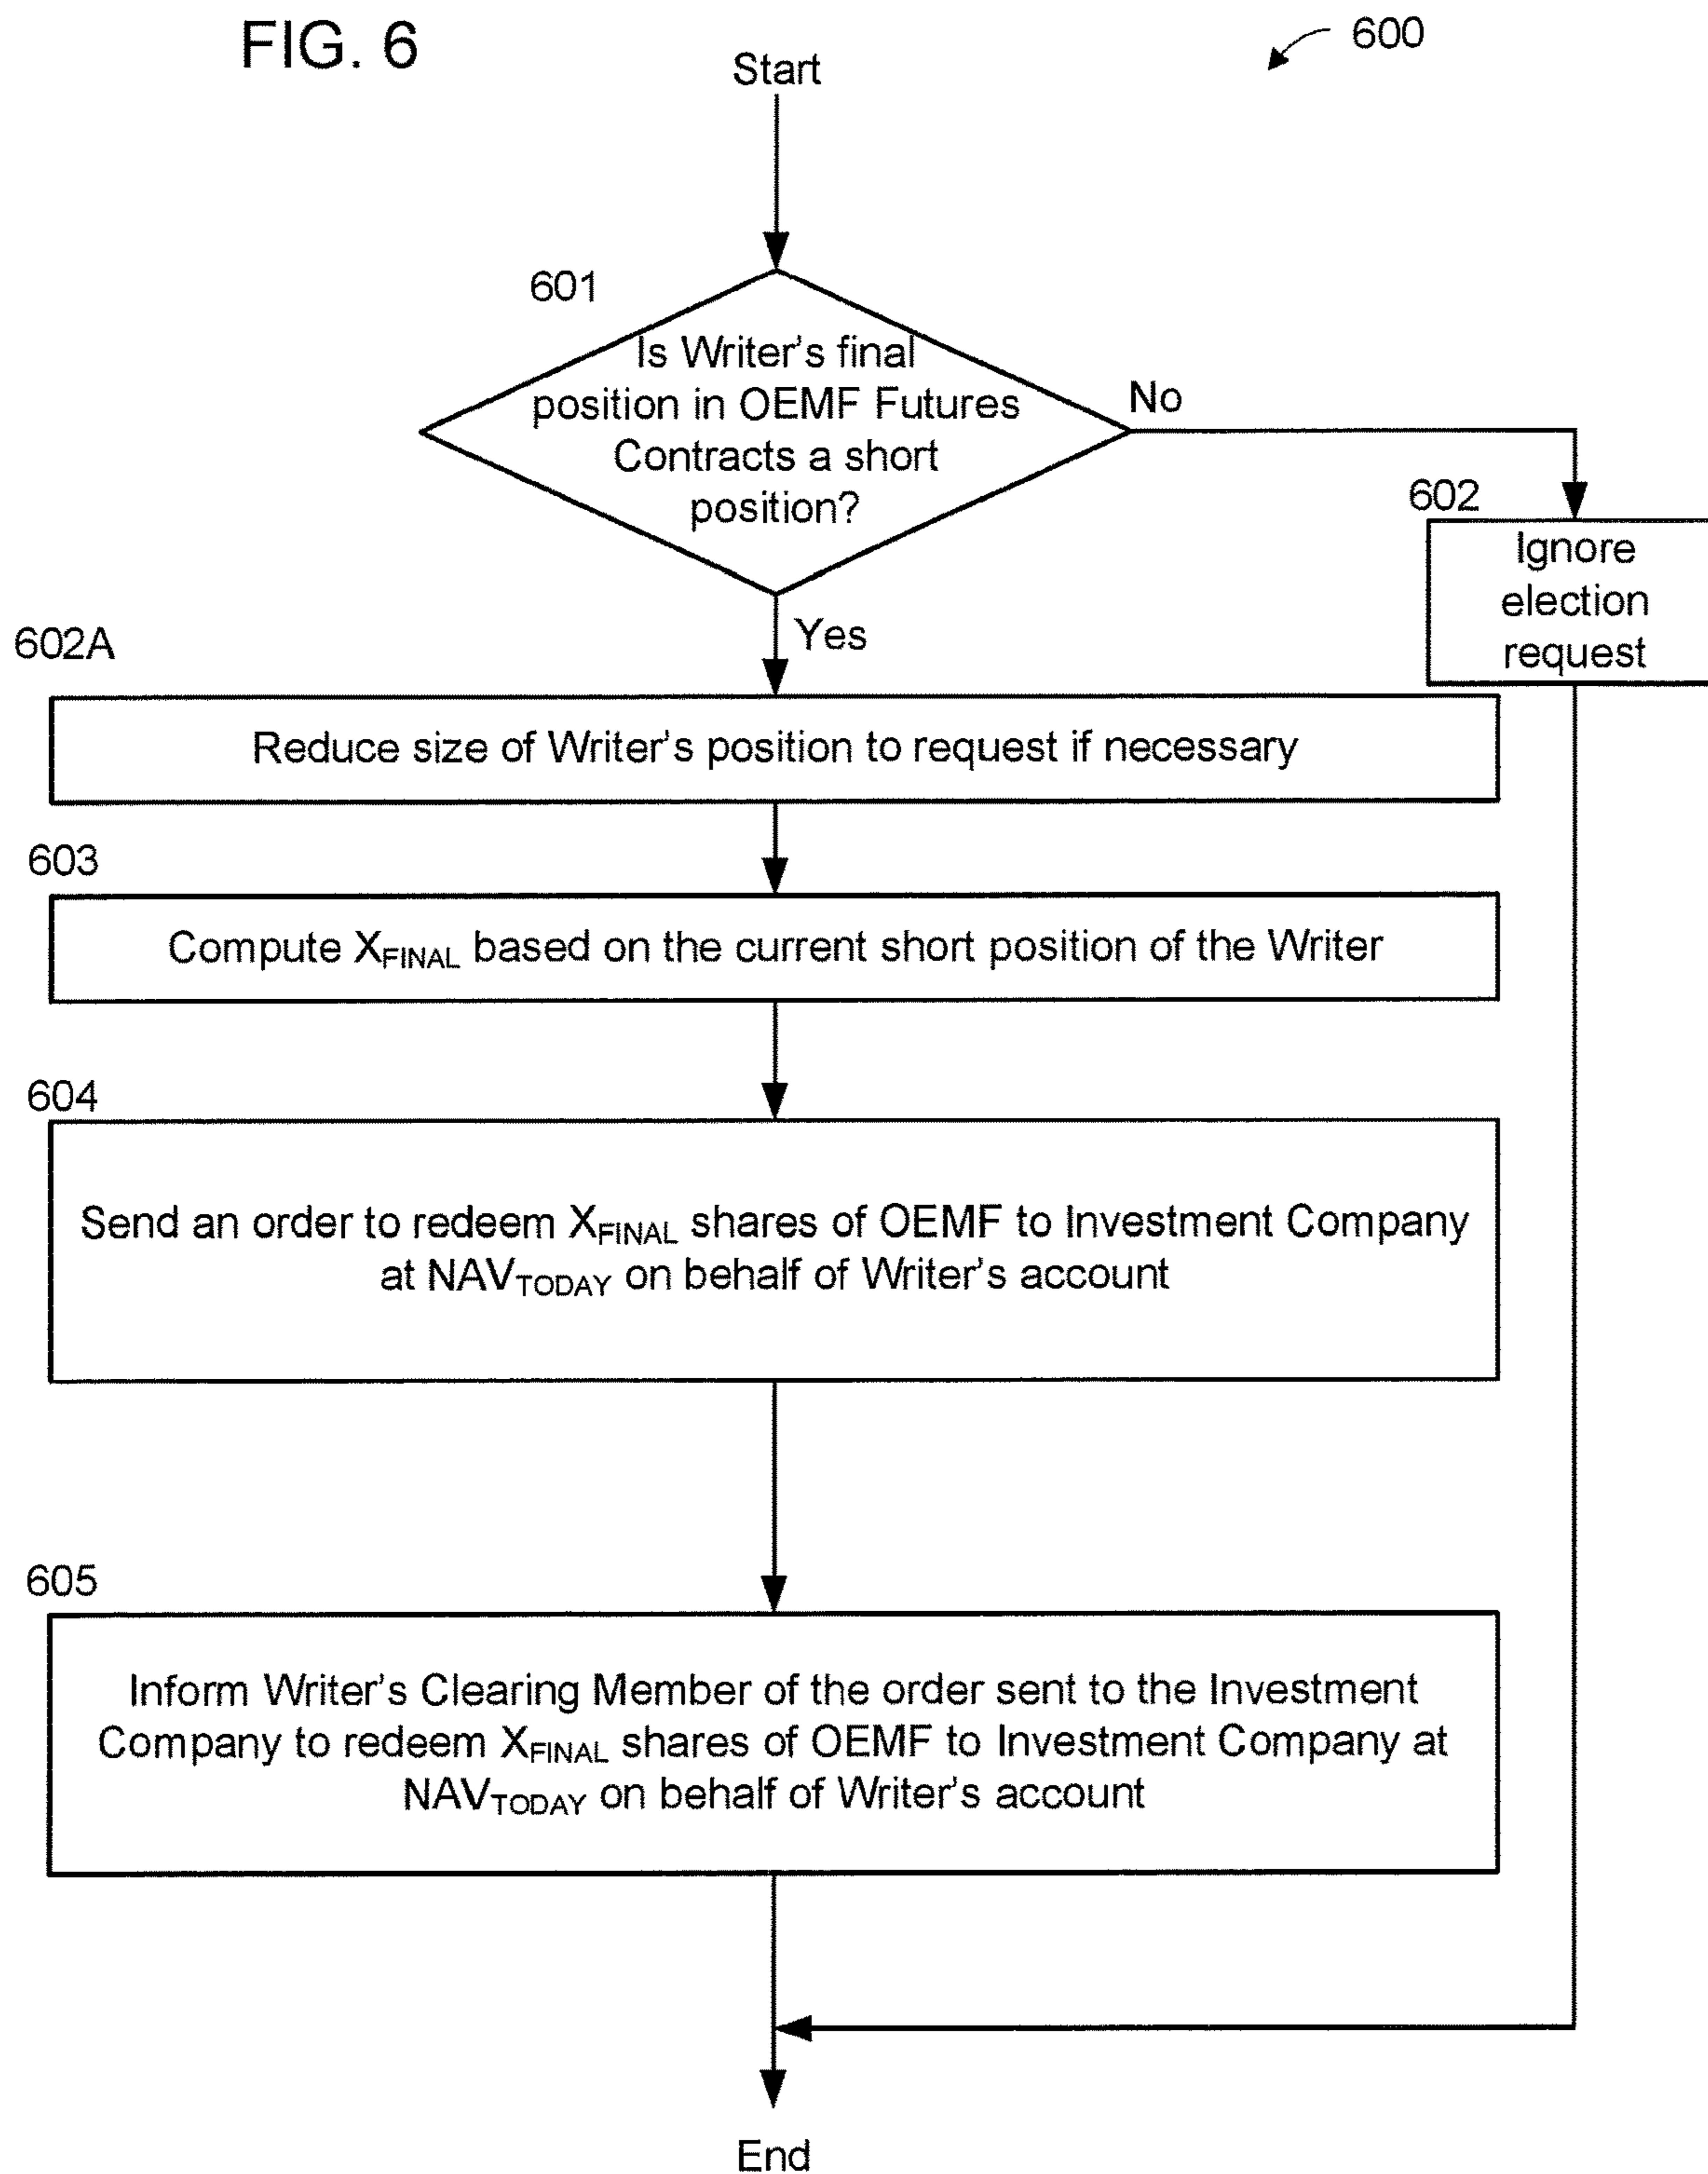 FIG. 6
600
Start
601
Is Writer's final
position in OEMF Futures
Contracts a short
position?
No
602
Ignore
election
request
Yes
602A
Reduce size of Writer's position to request if necessary
603
Compute XFINAL based on the current short position of the Writer
604
Send an order to redeem XFINAL shares of OEMF to Investment Company
at NAVTODAY on behalf of Writer's account
605
Inform Writer's Clearing Member of the order sent to the Investment
Company to redeem XFINAL shares of OEMF to Investment Company at
NAVTODAY on behalf of Writer's account
End